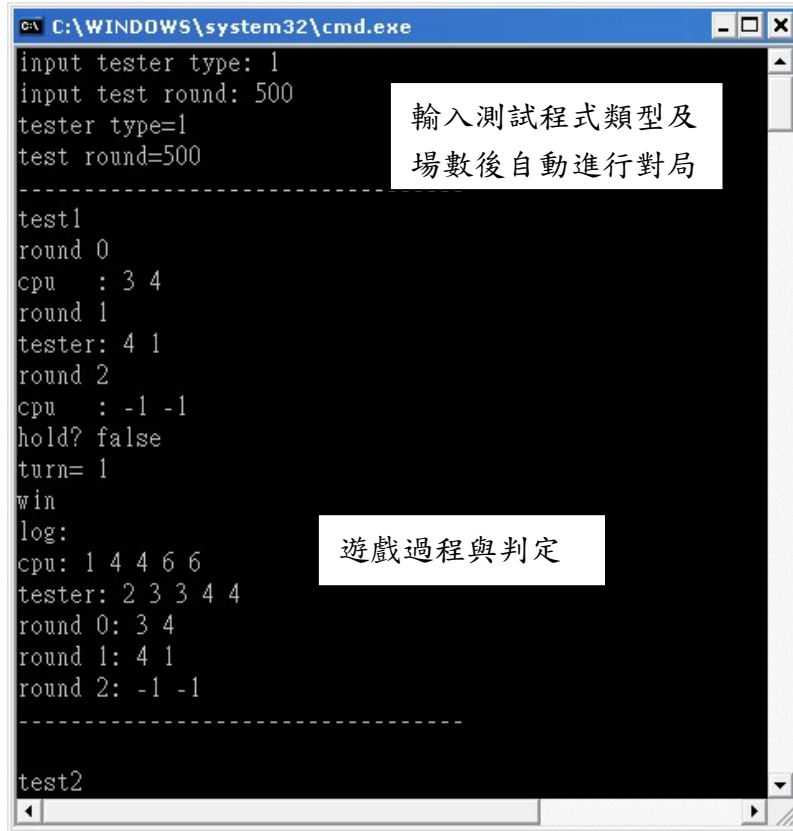 C:\WINDOWS\system32\cmd.exe
input tester type: 1
input test round: 500
tester type=1
test round=500
輸入測試程式類型及
場數後自動進行對局
----------------------------------
test1
round 0
cpu   : 3 4
round 1
tester: 4 1
round 2
cpu   : -1 -1
hold? false
turn= 1
win
log:
cpu: 1 4 4 6 6
tester: 2 3 3 4 4
round 0: 3 4
round 1: 4 1
round 2: -1 -1
遊戲過程與判定
----------------------------------
test2